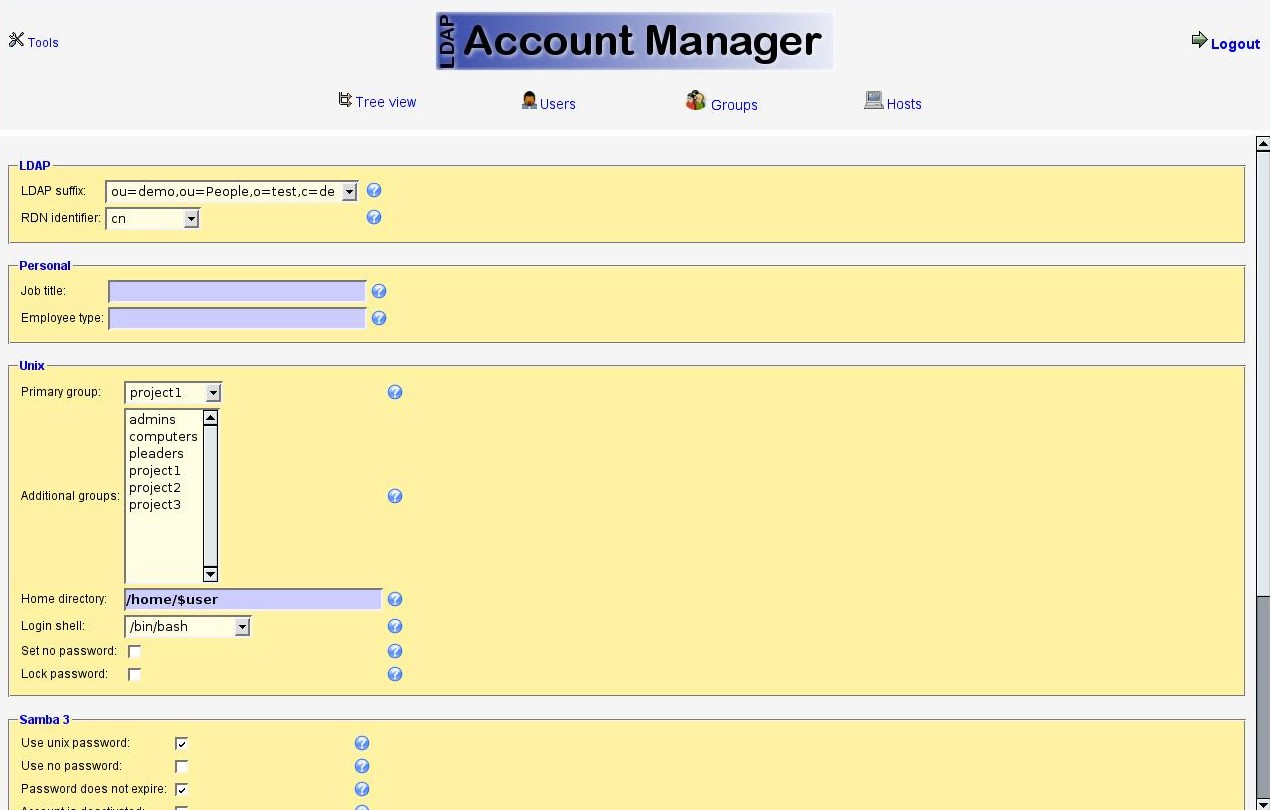 Tools
LDAP Account Manager
Logout
Tree view
Users
Groups
Hosts
LDAP
LDAP suffix: ou=demo,ou=People,o=test,c=de
RDN identifier: cn
Personal
Job title:
Employee type:
Unix
Primary group: project1
admins
computers
pleaders
project1
project2
project3
Additional groups:
Home directory: /home/$user
Login shell: /bin/bash
Set no password:
Lock password:
Samba 3
Use unix password:
Use no password:
Password does not expire:
Account is deactivated: